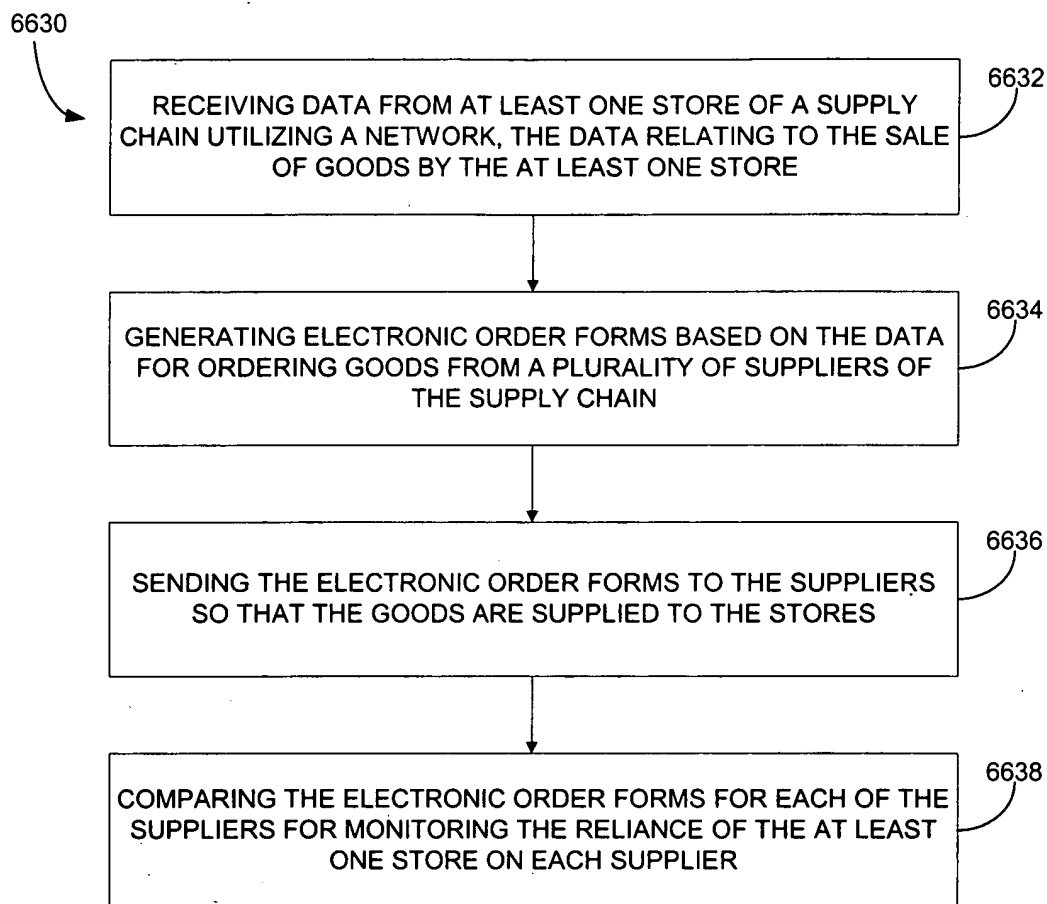 6630
6632
RECEIVING DATA FROM AT LEAST ONE STORE OF A SUPPLY
CHAIN UTILIZING A NETWORK, THE DATA RELATING TO THE SALE
OF GOODS BY THE AT LEAST ONE STORE
6634
GENERATING ELECTRONIC ORDER FORMS BASED ON THE DATA
FOR ORDERING GOODS FROM A PLURALITY OF SUPPLIERS OF
THE SUPPLY CHAIN
6636
SENDING THE ELECTRONIC ORDER FORMS TO THE SUPPLIERS
SO THAT THE GOODS ARE SUPPLIED TO THE STORES
6638
COMPARING THE ELECTRONIC ORDER FORMS FOR EACH OF THE
SUPPLIERS FOR MONITORING THE RELIANCE OF THE AT LEAST
ONE STORE ON EACH SUPPLIER